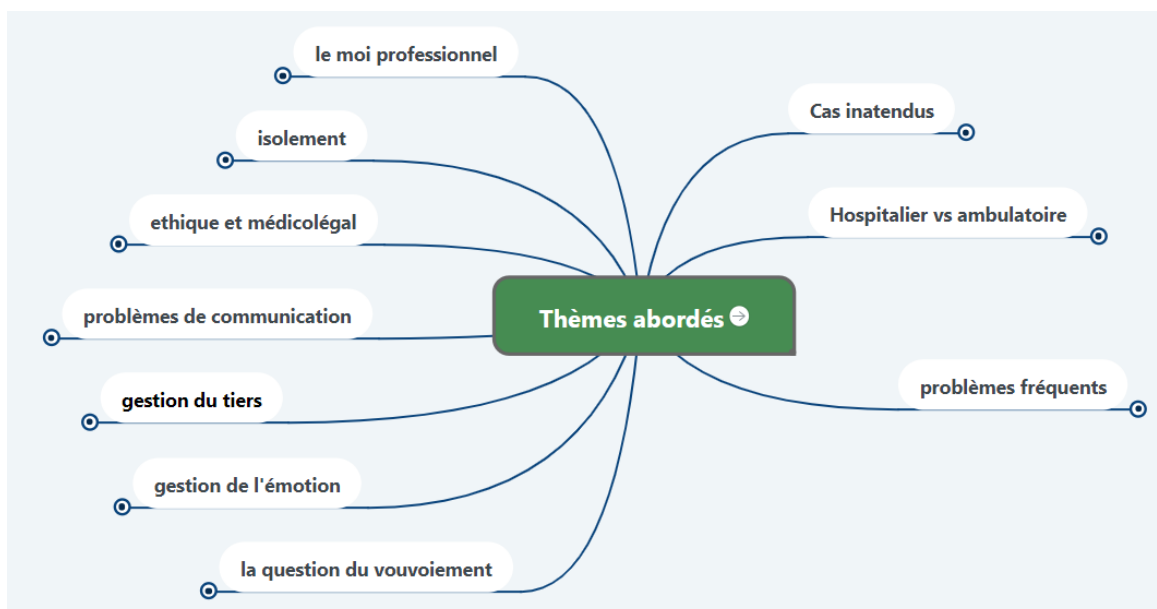 le moi professionnel
isolement
ethique et médicolégal
problèmes de communication
gestion du tiers
gestion de l'émotion
la question du vouvoiement
Thèmes abordés
Cas inatendus
Hospitalier vs ambulatoire
problèmes fréquents